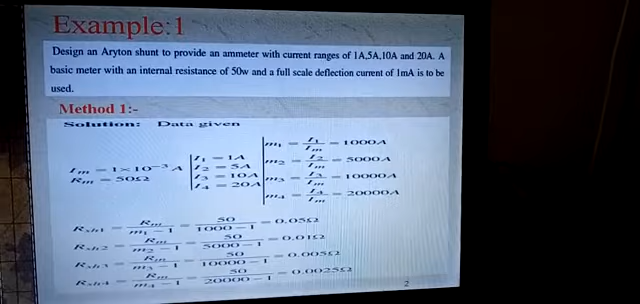 Example:1
Design an Aryton shunt to provide an ammeter with current ranges of 1A,5A,10A and 20A. A
basic meter with an internal resistance of 50w and a full scale deflection current of 1mA is to be
used.
Method 1:-
Solution: Data given
Im = 1×10⁻³ A
Rm = 50Ω
I1 = 1A
I2 = 5A
I3 = 10A
I4 = 20A
m1 = I1/Im = 1000A
m2 = I2/Im = 5000A
m3 = I3/Im = 10000A
m4 = I4/Im = 20000A
Rsh1 = Rm/(m1 − 1) = 50/(1000 − 1) = 0.05Ω
Rsh2 = Rm/(m2 − 1) = 50/(5000 − 1) = 0.01Ω
Rsh3 = Rm/(m3 − 1) = 50/(10000 − 1) = 0.005Ω
Rsh4 = Rm/(m4 − 1) = 50/(20000 − 1) = 0.0025Ω
2